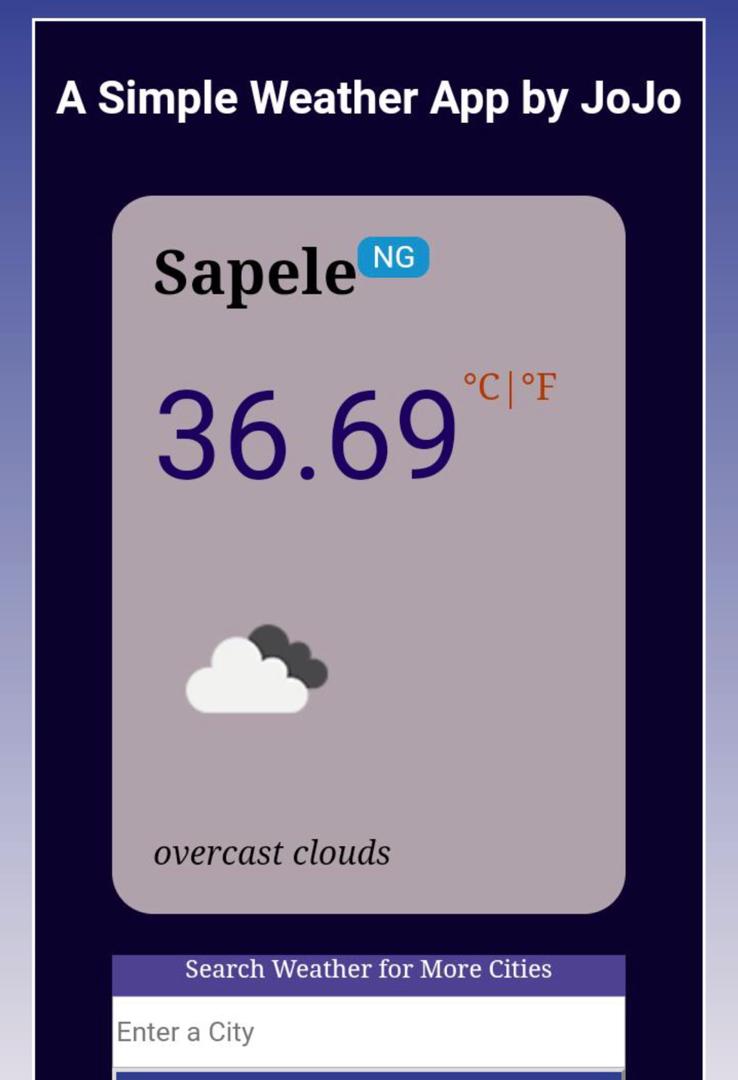 A Simple Weather App by JoJo
Sapele NG
36.69 °C|°F
overcast clouds
Search Weather for More Cities
Enter a City